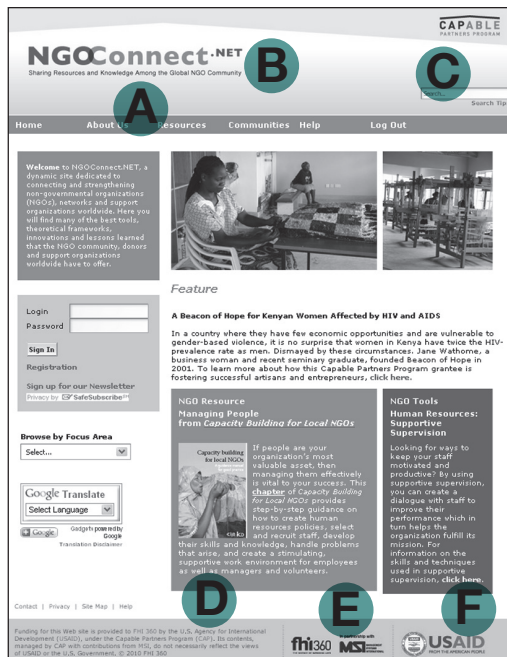 CAPABLE
PARTNERS PROGRAM
NGOConnect.NET
Sharing Resources and Knowledge Among the Global NGO Community
A
B
C
Search...
Search Tip
Home About Us Resources Communities Help Log Out
Welcome to NGOConnect.NET, a
dynamic site dedicated to
connecting and strengthening
non-governmental organizations
(NGOs), networks and support
organizations worldwide. Here you
will find many of the best tools,
theoretical frameworks,
innovations and lessons learned
that the NGO community, donors
and support organizations
worldwide have to offer.
Login
Password
Sign In
Registration
Sign up for our Newsletter
Privacy by SafeSubscribe
Browse by Focus Area
Select...
Google Translate
Select Language
Google
Gadgets powered by
Google
Translation Disclaimer
Feature
A Beacon of Hope for Kenyan Women Affected by HIV and AIDS
In a country where they have few economic opportunities and are vulnerable to
gender-based violence, it is no surprise that women in Kenya have twice the HIV-
prevalence rate as men. Dismayed by these circumstances. Jane Wathome, a
business woman and recent seminary graduate, founded Beacon of Hope in
2001. To learn more about how this Capable Partners Program grantee is
fostering successful artisans and entrepreneurs, click here.
NGO Resource
Managing People
from Capacity Building for Local NGOs
Capacity building
for local NGOs
If people are your
organization's most
valuable asset, then
managing them effectively
is vital to your success. This
chapter of Capacity Building
for Local NGOs provides
step-by-step guidance on
how to create human
resources policies, select
and recruit staff, develop
their skills and knowledge, handle problems
that arise, and create a stimulating,
supportive work environment for employees
as well as managers and volunteers.
NGO Tools
Human Resources:
Supportive
Supervision
Looking for ways to
keep your staff
motivated and
productive? By using
supportive supervision,
you can create a
dialogue with staff to
improve their
performance which in
turn helps the
organization fulfill its
mission. For
information on the
skills and techniques
used in supportive
supervision, click here.
D
E
F
Contact | Privacy | Site Map | Help
Funding for this Web site is provided to FHI 360 by the U.S. Agency for International
Development (USAID), under the Capable Partners Program (CAP). Its contents,
managed by CAP with contributions from MSI, do not necessarily reflect the views
of USAID or the U.S. Government. © 2010 FHI 360
fhi360
in partnership with
MSI
USAID
FROM THE AMERICAN PEOPLE